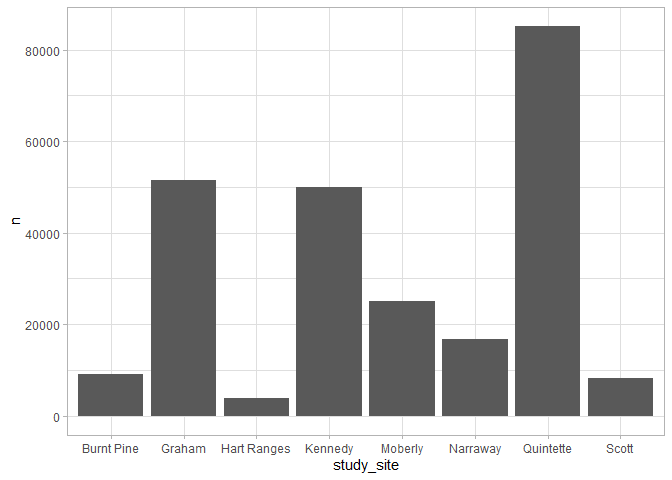 80000
60000
40000
20000
0
n
Burnt Pine Graham Hart Ranges Kennedy Moberly Narraway Quintette Scott
study_site